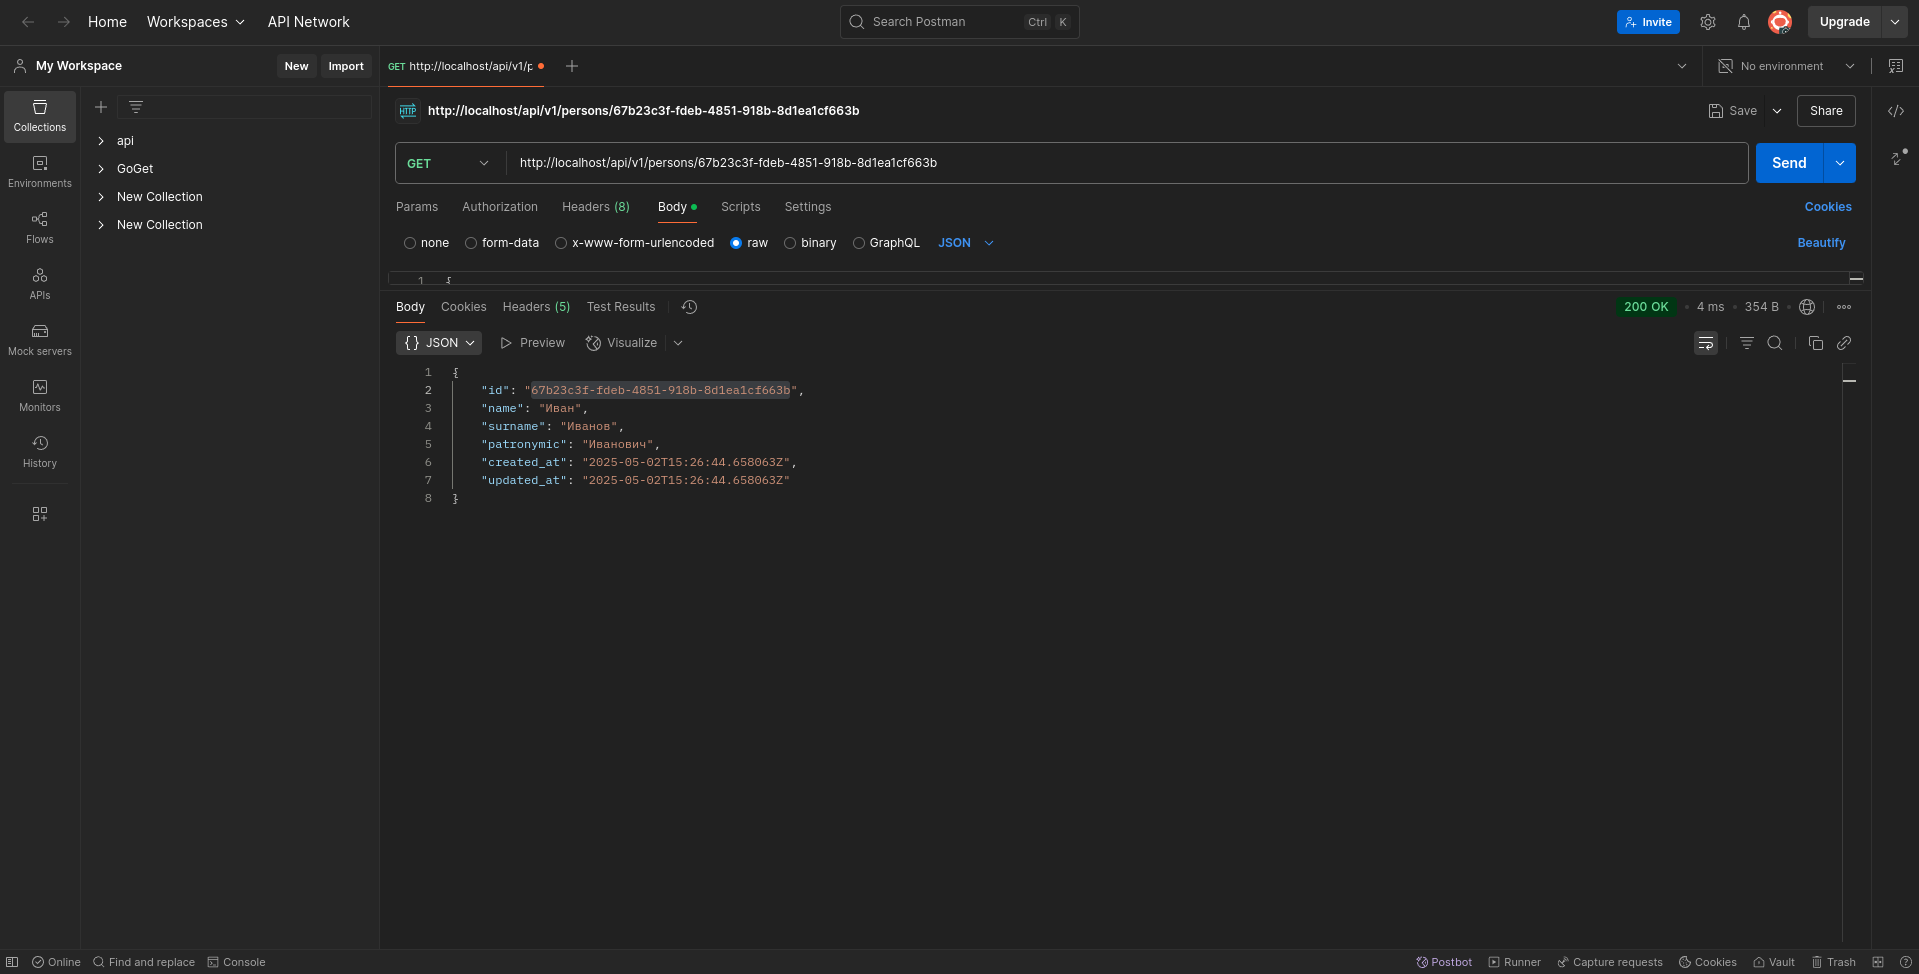 Home Workspaces API Network Search Postman Ctrl K Invite Upgrade
My Workspace New Import GET http://localhost/api/v1/p No environment
http://localhost/api/v1/persons/67b23c3f-fdeb-4851-918b-8d1ea1cf663b Save Share
Collections
api
GoGet
New Collection
New Collection
Environments
Flows
APIs
Mock servers
Monitors
History
GET http://localhost/api/v1/persons/67b23c3f-fdeb-4851-918b-8d1ea1cf663b Send
Params Authorization Headers (8) Body Scripts Settings Cookies
none form-data x-www-form-urlencoded raw binary GraphQL JSON Beautify
1 {
Body Cookies Headers (5) Test Results 200 OK • 4 ms • 354 B •
{} JSON Preview Visualize
1 {
2 "id": "67b23c3f-fdeb-4851-918b-8d1ea1cf663b",
3 "name": "Иван",
4 "surname": "Иванов",
5 "patronymic": "Иванович",
6 "created_at": "2025-05-02T15:26:44.658063Z",
7 "updated_at": "2025-05-02T15:26:44.658063Z"
8 }
Online Find and replace Console Postbot Runner Capture requests Cookies Vault Trash